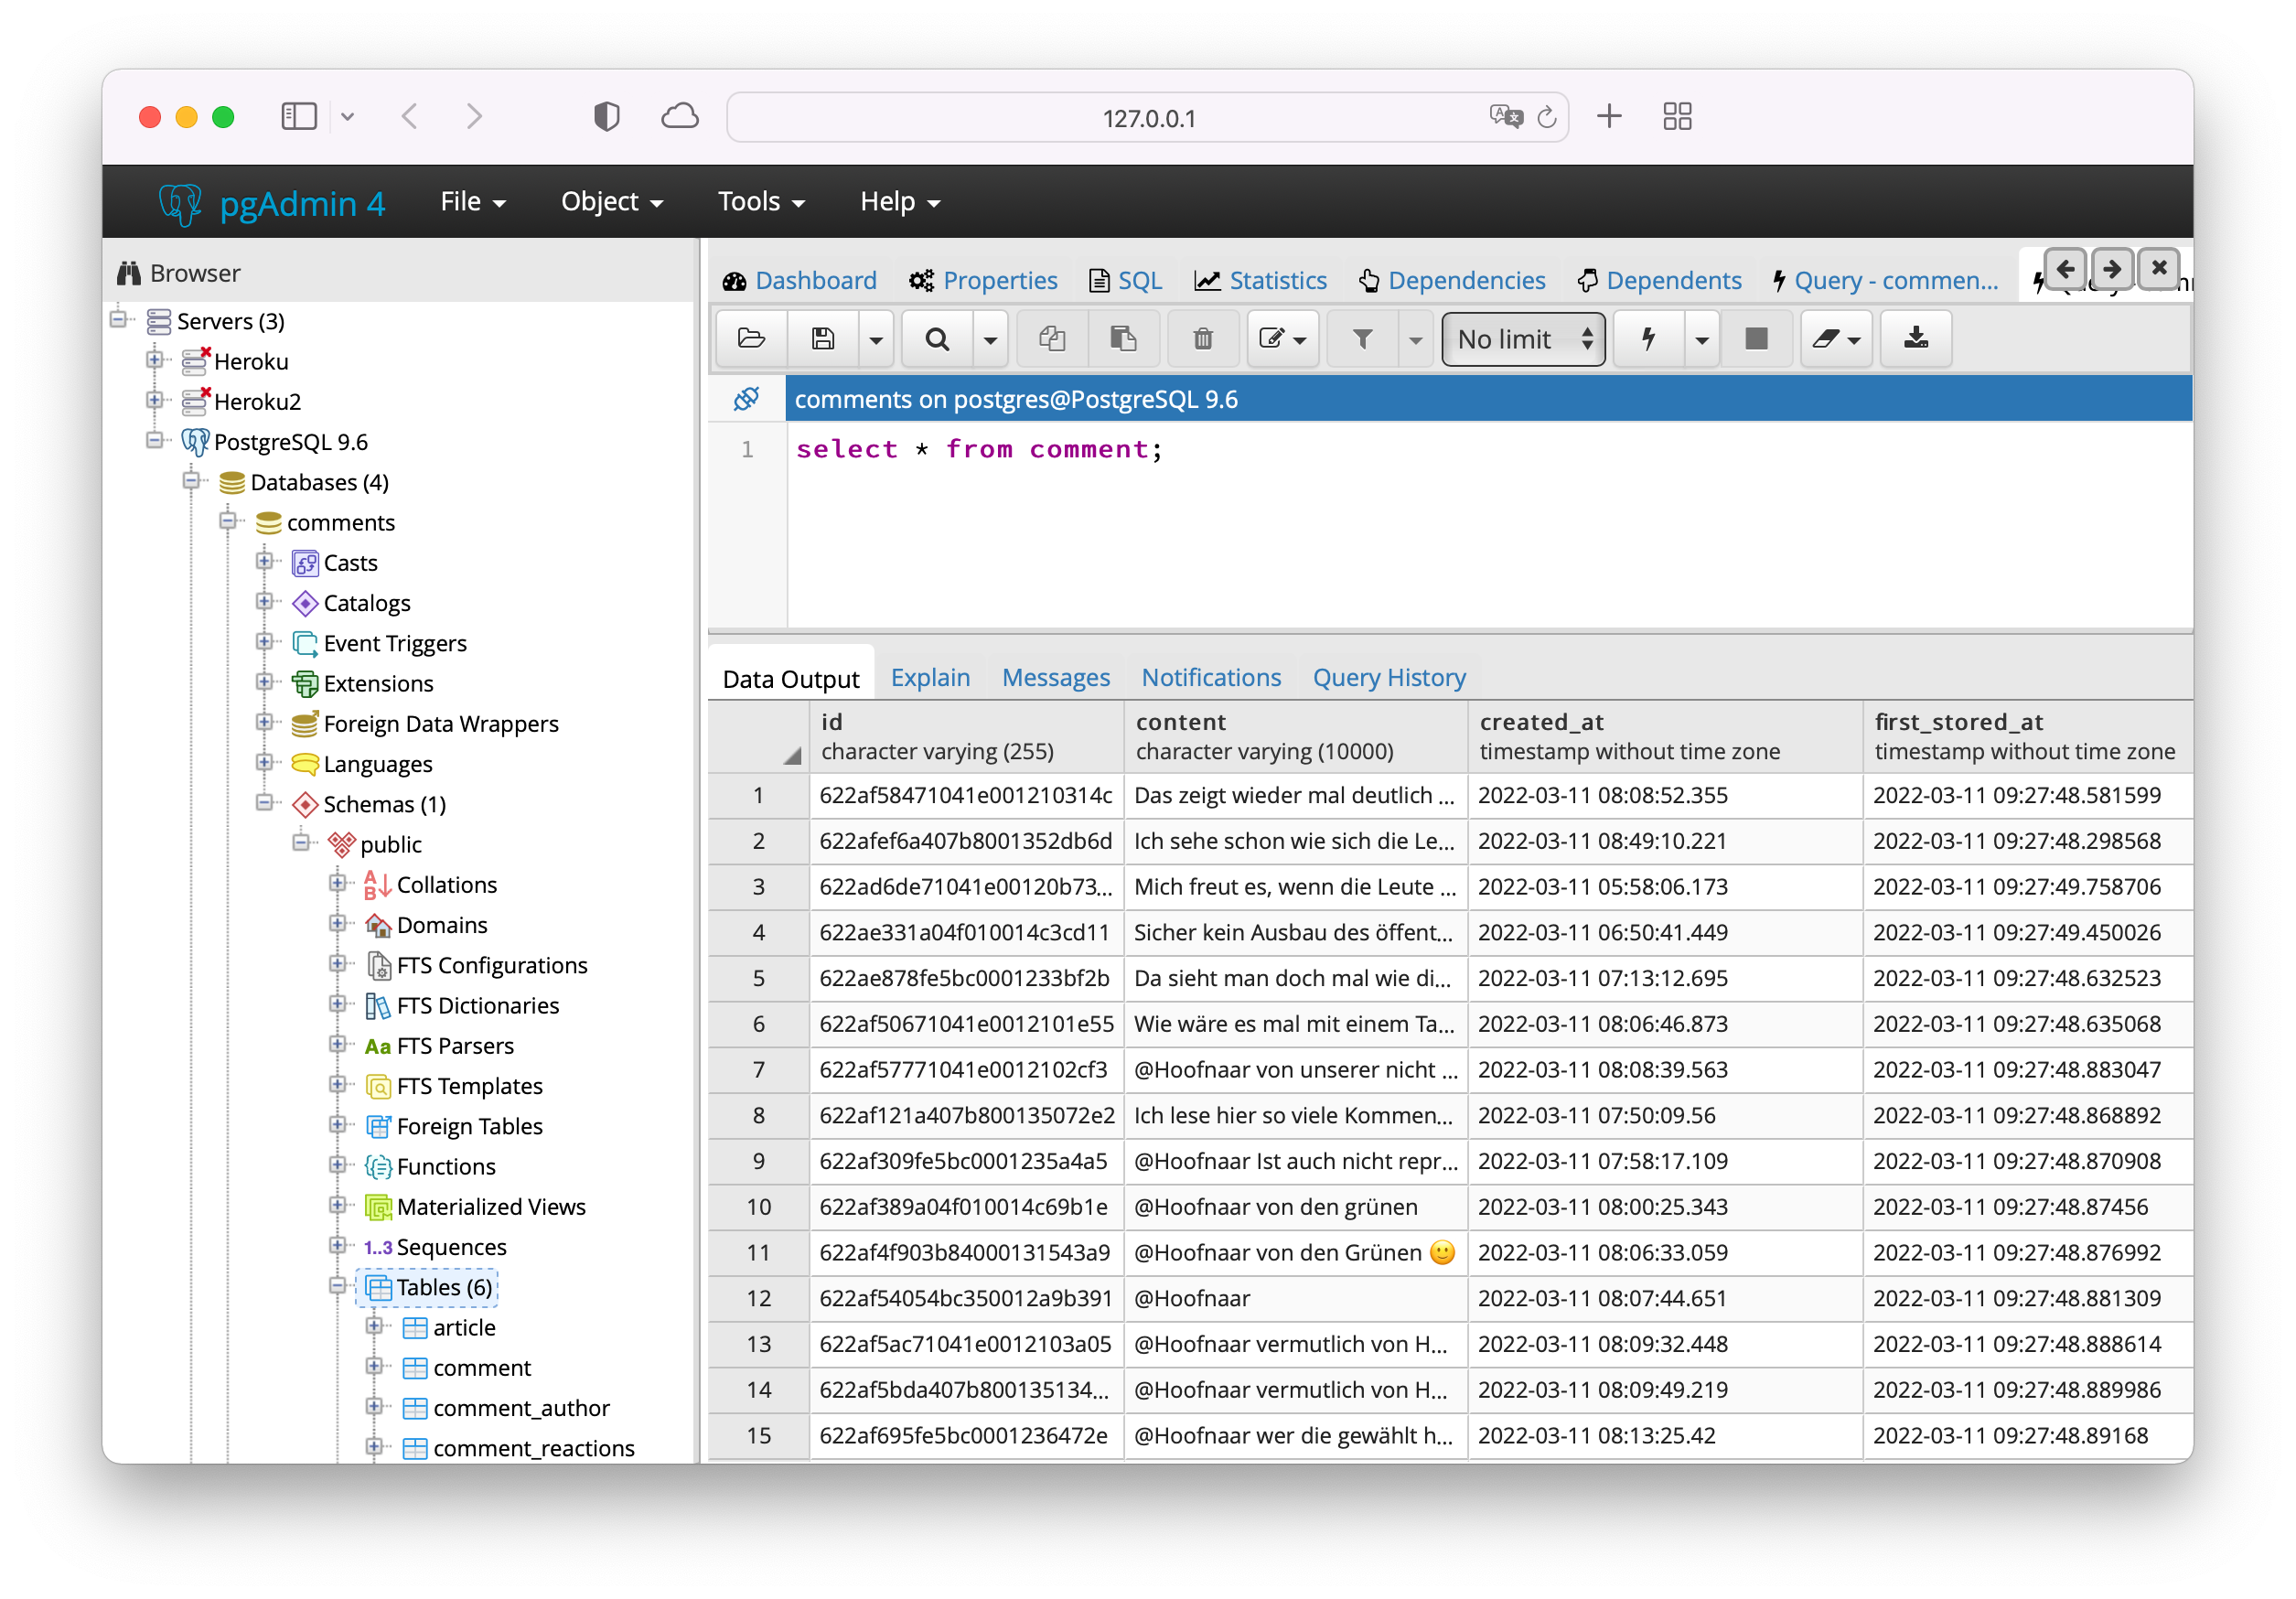 127.0.0.1
pgAdmin 4 File Object Tools Help
Browser
Servers (3)
Heroku
Heroku2
PostgreSQL 9.6
Databases (4)
comments
Casts
Catalogs
Event Triggers
Extensions
Foreign Data Wrappers
Languages
Schemas (1)
public
Collations
Domains
FTS Configurations
FTS Dictionaries
Aa FTS Parsers
FTS Templates
Foreign Tables
Functions
Materialized Views
1..3 Sequences
Tables (6)
article
comment
comment_author
comment_reactions
Dashboard Properties SQL Statistics Dependencies Dependents Query - commen...
No limit
comments on postgres@PostgreSQL 9.6
1 select * from comment;
Data Output Explain Messages Notifications Query History
id content created_at first_stored_at
character varying (255) character varying (10000) timestamp without time zone timestamp without time zone
1 622af58471041e001210314c Das zeigt wieder mal deutlich ... 2022-03-11 08:08:52.355 2022-03-11 09:27:48.581599
2 622afef6a407b8001352db6d Ich sehe schon wie sich die Le... 2022-03-11 08:49:10.221 2022-03-11 09:27:48.298568
3 622ad6de71041e00120b73... Mich freut es, wenn die Leute ... 2022-03-11 05:58:06.173 2022-03-11 09:27:49.758706
4 622ae331a04f010014c3cd11 Sicher kein Ausbau des öffent... 2022-03-11 06:50:41.449 2022-03-11 09:27:49.450026
5 622ae878fe5bc0001233bf2b Da sieht man doch mal wie di... 2022-03-11 07:13:12.695 2022-03-11 09:27:48.632523
6 622af50671041e0012101e55 Wie wäre es mal mit einem Ta... 2022-03-11 08:06:46.873 2022-03-11 09:27:48.635068
7 622af57771041e0012102cf3 @Hoofnaar von unserer nicht ... 2022-03-11 08:08:39.563 2022-03-11 09:27:48.883047
8 622af121a407b800135072e2 Ich lese hier so viele Kommen... 2022-03-11 07:50:09.56 2022-03-11 09:27:48.868892
9 622af309fe5bc0001235a4a5 @Hoofnaar Ist auch nicht repr... 2022-03-11 07:58:17.109 2022-03-11 09:27:48.870908
10 622af389a04f010014c69b1e @Hoofnaar von den grünen 2022-03-11 08:00:25.343 2022-03-11 09:27:48.87456
11 622af4f903b84000131543a9 @Hoofnaar von den Grünen 🙂 2022-03-11 08:06:33.059 2022-03-11 09:27:48.876992
12 622af54054bc350012a9b391 @Hoofnaar 2022-03-11 08:07:44.651 2022-03-11 09:27:48.881309
13 622af5ac71041e0012103a05 @Hoofnaar vermutlich von H... 2022-03-11 08:09:32.448 2022-03-11 09:27:48.888614
14 622af5bda407b800135134... @Hoofnaar vermutlich von H... 2022-03-11 08:09:49.219 2022-03-11 09:27:48.889986
15 622af695fe5bc0001236472e @Hoofnaar wer die gewählt h... 2022-03-11 08:13:25.42 2022-03-11 09:27:48.89168